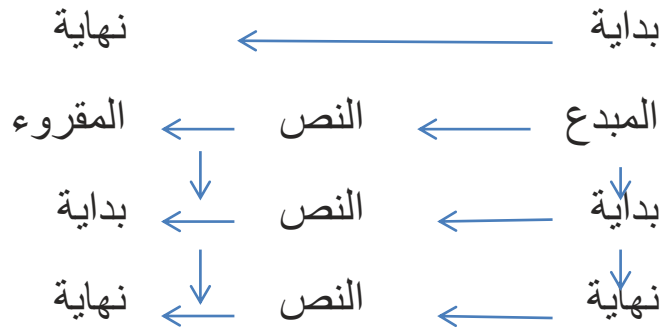 بداية نهاية
المبدع النص المقروء
بداية النص بداية
نهاية النص نهاية